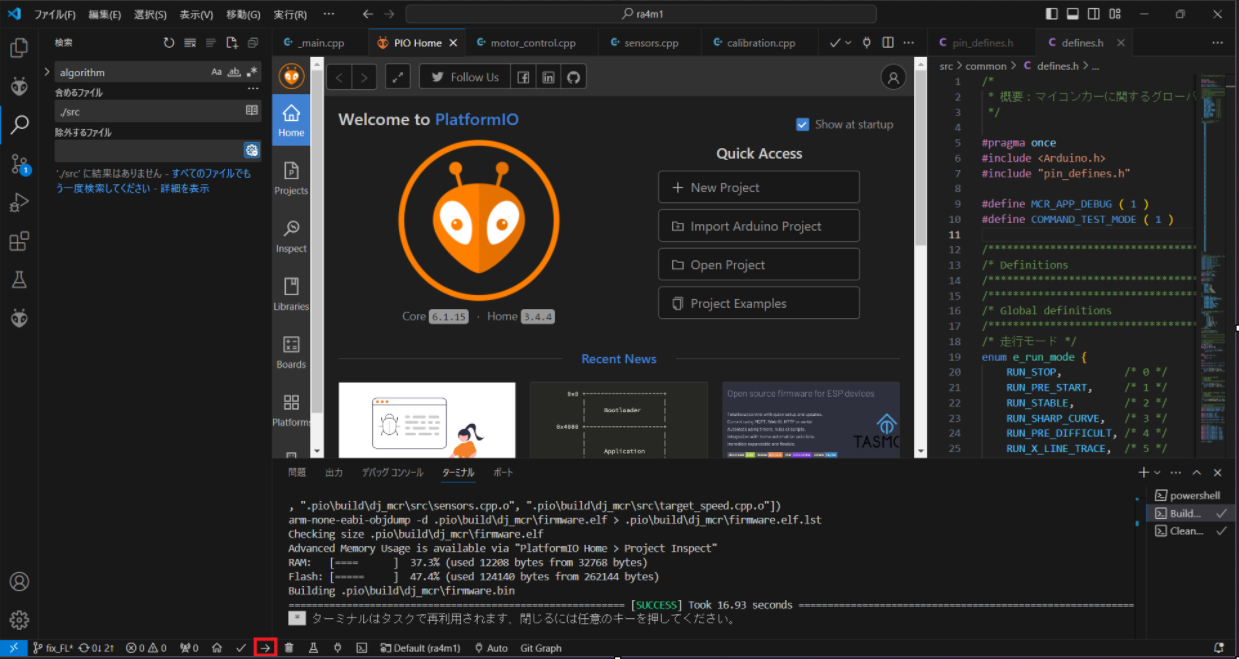 ファイル(F) 編集(E) 選択(S) 表示(V) 移動(G) 実行(R) ··· ra4m1
検索
algorithm
Aa ab
含めるファイル
./src
除外するファイル
'./src' に結果はありません - すべてのファイルでも
う一度検索してください - 詳細を表示
1
_main.cpp PIO Home motor_control.cpp sensors.cpp calibration.cpp
Home
Projects
Inspect
Libraries
Boards
Platforms
Follow Us
Welcome to PlatformIO
Show at startup
Core 6.1.15 · Home 3.4.4
Quick Access
New Project
Import Arduino Project
Open Project
Project Examples
Recent News
0x0
Bootloader
0x4000
Application
Open source firmware for ESP devices
pin_defines.h defines.h
src > common > C defines.h > ...
1 /*
2 * 概要：マイコンカーに関するグローバ
3 */
4
5 #pragma once
6 #include <Arduino.h>
7 #include "pin_defines.h"
8
9 #define MCR_APP_DEBUG ( 1 )
10 #define COMMAND_TEST_MODE ( 1 )
11
12 /***********************************
13 /* Definitions
14 /***********************************
15 /***********************************
16 /* Global definitions
17 /***********************************
18 /* 走行モード */
19 enum e_run_mode {
20 RUN_STOP, /* 0 */
21 RUN_PRE_START, /* 1 */
22 RUN_STABLE, /* 2 */
23 RUN_SHARP_CURVE, /* 3 */
24 RUN_PRE_DIFFICULT, /* 4 */
25 RUN_X_LINE_TRACE, /* 5 */
問題 出力 デバッグ コンソール ターミナル ポート
, ".pio\build\dj_mcr\src\sensors.cpp.o", ".pio\build\dj_mcr\src\target_speed.cpp.o"])
arm-none-eabi-objdump -d .pio\build\dj_mcr\firmware.elf > .pio\build\dj_mcr\firmware.elf.lst
Checking size .pio\build\dj_mcr\firmware.elf
Advanced Memory Usage is available via "PlatformIO Home > Project Inspect"
RAM: [==== ] 37.3% (used 12208 bytes from 32768 bytes)
Flash: [===== ] 47.4% (used 124140 bytes from 262144 bytes)
Building .pio\build\dj_mcr\firmware.bin
[SUCCESS] Took 16.93 seconds
* ターミナルはタスクで再利用されます、閉じるには任意のキーを押してください。
powershell
Build...
Clean...
fix_FL* 0↓ 2↑ 0 0 0 Default (ra4m1) Auto Git Graph